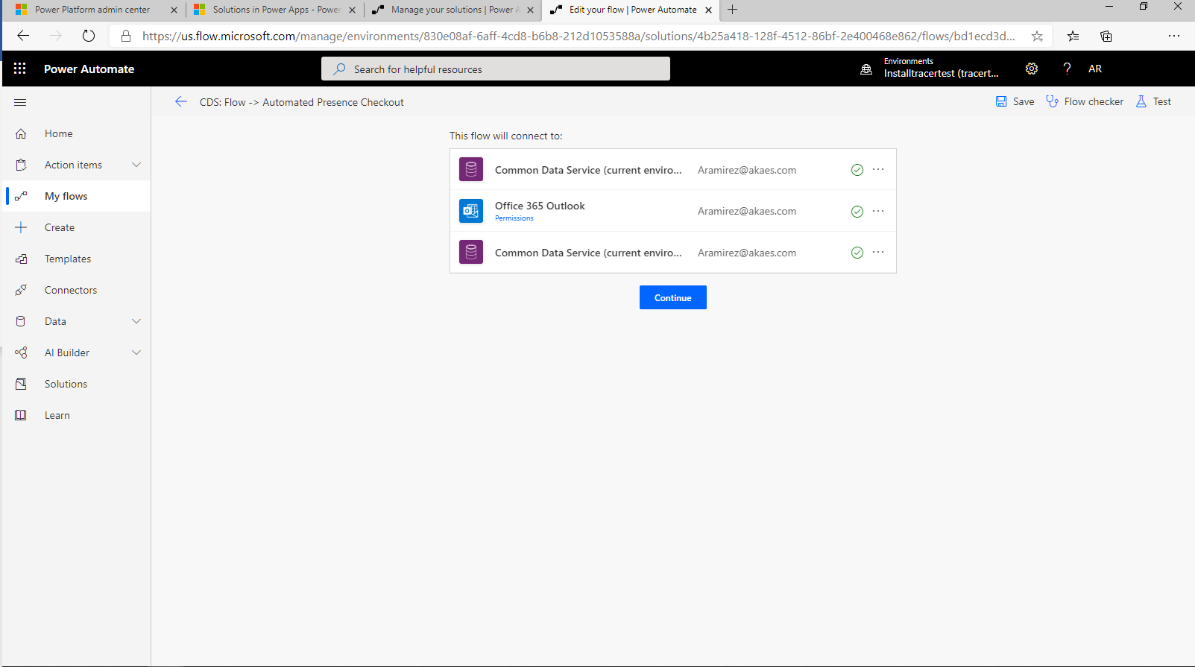 Power Platform admin center
Solutions in Power Apps - Power
Manage your solutions | Power A
Edit your flow | Power Automate
https://us.flow.microsoft.com/manage/environments/830e08af-6aff-4cd8-b6b8-212d1053588a/solutions/4b25a418-128f-4512-86bf-2e400468e862/flows/bd1ecd3d...
Power Automate
Search for helpful resources
Environments
Installtracertest (tracert...
?
AR
CDS: Flow -> Automated Presence Checkout
Save
Flow checker
Test
Home
Action items
My flows
Create
Templates
Connectors
Data
AI Builder
Solutions
Learn
This flow will connect to:
Common Data Service (current enviro... Aramirez@akaes.com
Office 365 Outlook Aramirez@akaes.com
Permissions
Common Data Service (current enviro... Aramirez@akaes.com
Continue